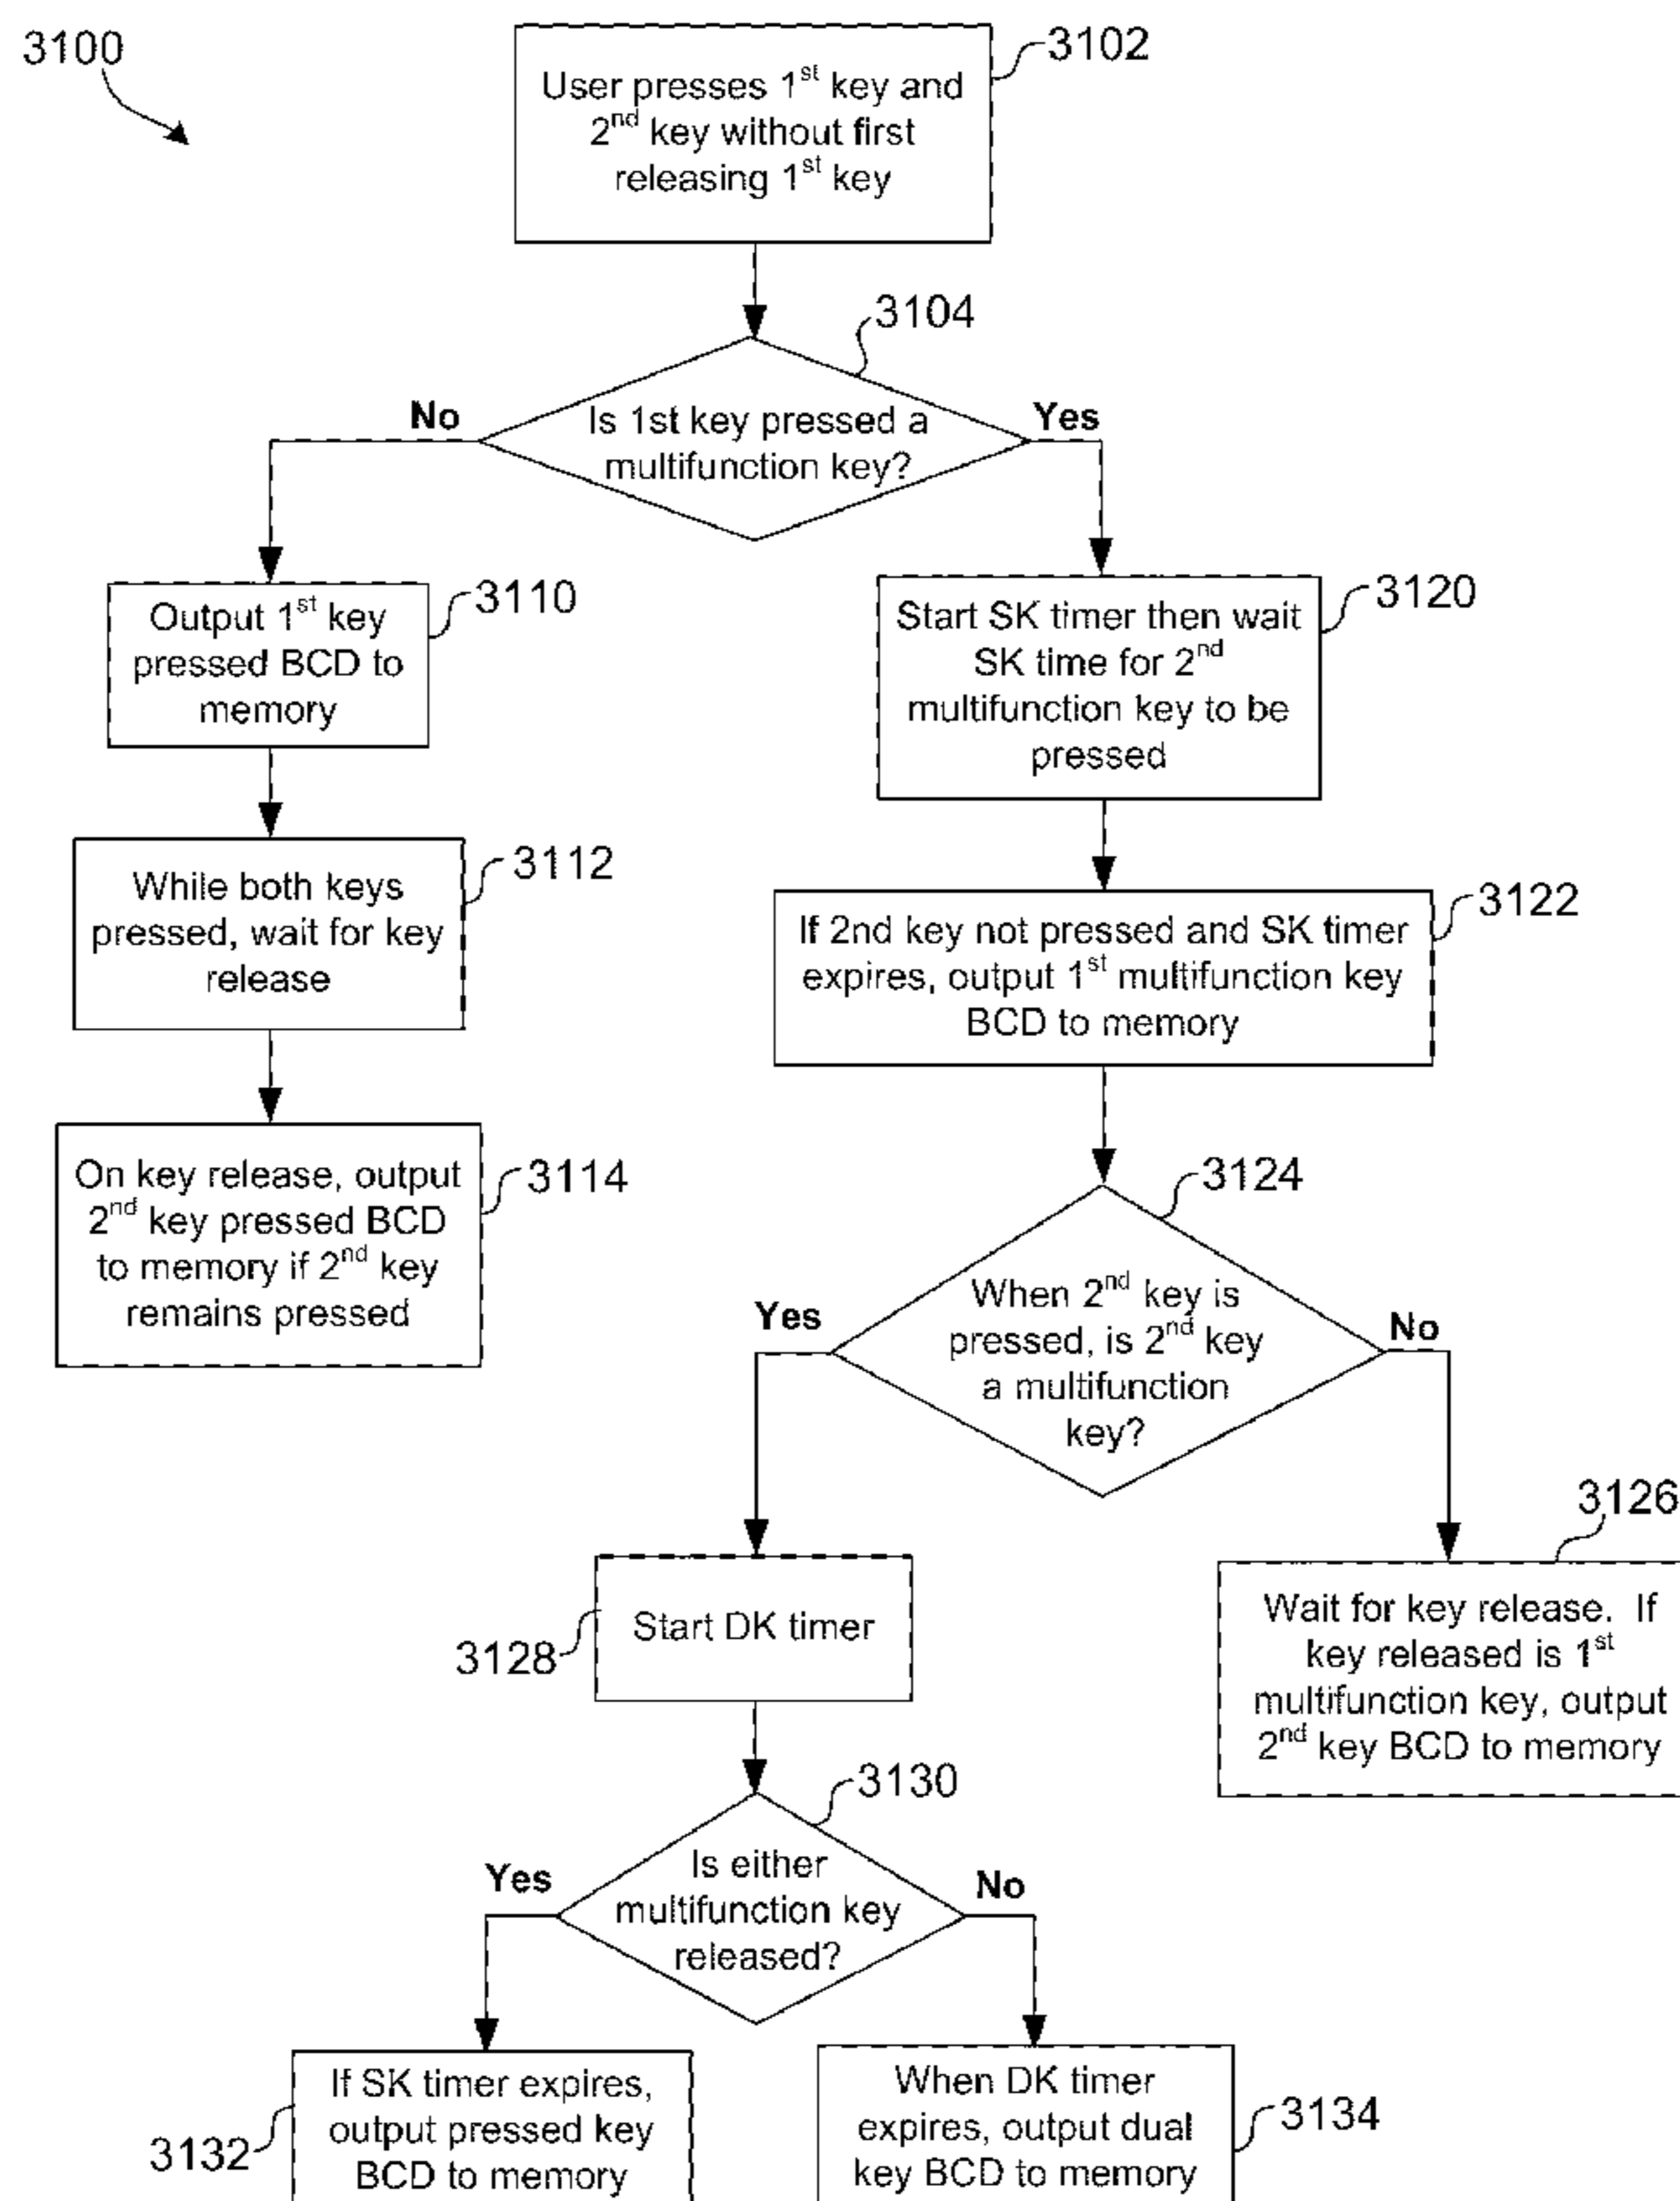 3100
User presses 1st key and
2nd key without first
releasing 1st key
3102
3104
Is 1st key pressed a
multifunction key?
No
Yes
Output 1st key
pressed BCD to
memory
3110
While both keys
pressed, wait for key
release
3112
On key release, output
2nd key pressed BCD
to memory if 2nd key
remains pressed
3114
Start SK timer then wait
SK time for 2nd
multifunction key to be
pressed
3120
If 2nd key not pressed and SK timer
expires, output 1st multifunction key
BCD to memory
3122
3124
When 2nd key is
pressed, is 2nd key
a multifunction
key?
Yes
No
3126
Wait for key release. If
key released is 1st
multifunction key, output
2nd key BCD to memory
Start DK timer
3128
3130
Is either
multifunction key
released?
Yes
No
If SK timer expires,
output pressed key
BCD to memory
3132
When DK timer
expires, output dual
key BCD to memory
3134